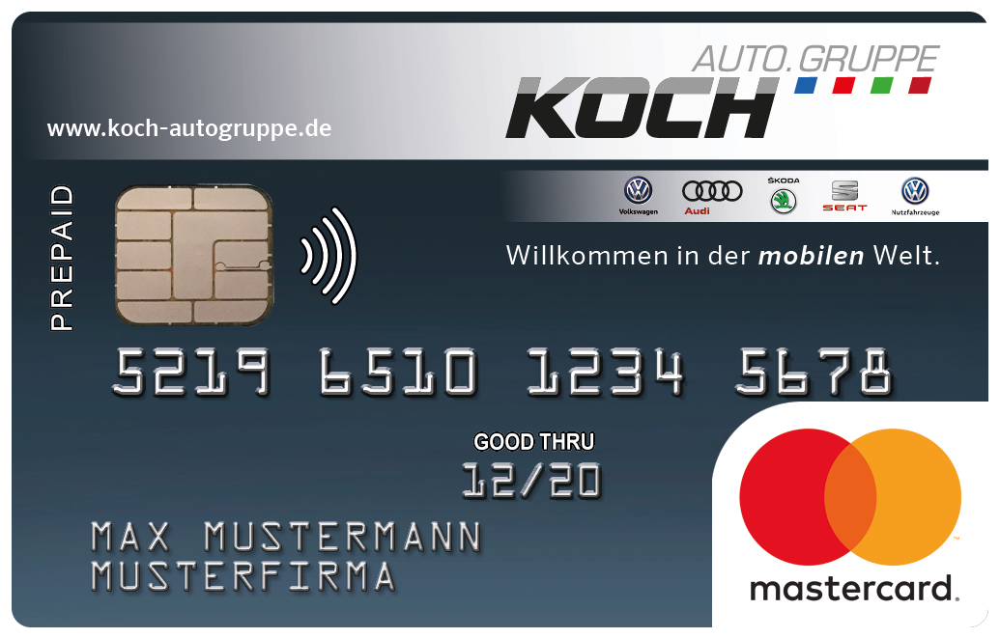 AUTO.GRUPPE
KOCH
www.koch-autogruppe.de
Volkswagen
Audi
ŠKODA
SEAT
Nutzfahrzeuge
PREPAID
Willkommen in der mobilen Welt.
5219 6510 1234 5678
GOOD THRU
12/20
MAX MUSTERMANN
MUSTERFIRMA
mastercard.
™